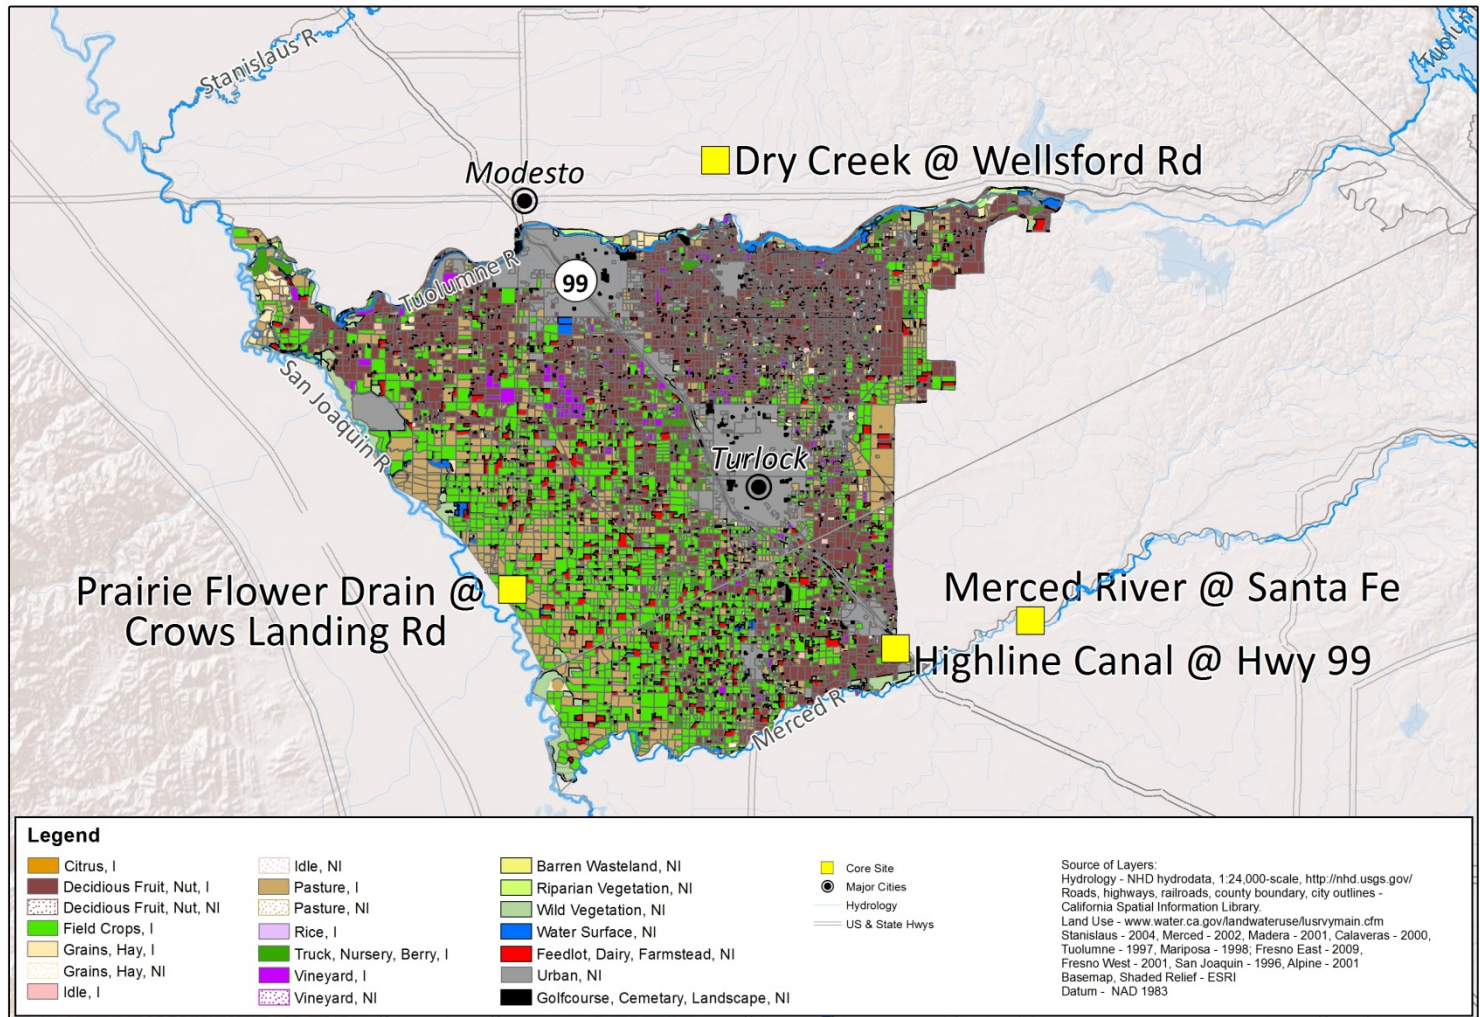 Stanislaus R
Tuolum
Modesto
Dry Creek @ Wellsford Rd
Tuolumne R
99
San Joaquin R
Turlock
Prairie Flower Drain @
Crows Landing Rd
Merced River @ Santa Fe
Highline Canal @ Hwy 99
Merced R
Legend
Citrus, I
Decidious Fruit, Nut, I
Decidious Fruit, Nut, NI
Field Crops, I
Grains, Hay, I
Grains, Hay, NI
Idle, I
Idle, NI
Pasture, I
Pasture, NI
Rice, I
Truck, Nursery, Berry, I
Vineyard, I
Vineyard, NI
Barren Wasteland, NI
Riparian Vegetation, NI
Wild Vegetation, NI
Water Surface, NI
Feedlot, Dairy, Farmstead, NI
Urban, NI
Golfcourse, Cemetary, Landscape, NI
Core Site
Major Cities
Hydrology
US & State Hwys
Source of Layers:
Hydrology - NHD hydrodata, 1:24,000-scale, http://nhd.usgs.gov/
Roads, highways, railroads, county boundary, city outlines -
California Spatial Information Library.
Land Use - www.water.ca.gov/landwateruse/lusrvymain.cfm
Stanislaus - 2004, Merced - 2002, Madera - 2001, Calaveras - 2000,
Tuolumne - 1997, Mariposa - 1998; Fresno East - 2009,
Fresno West - 2001, San Joaquin - 1996, Alpine - 2001
Basemap, Shaded Relief - ESRI
Datum - NAD 1983